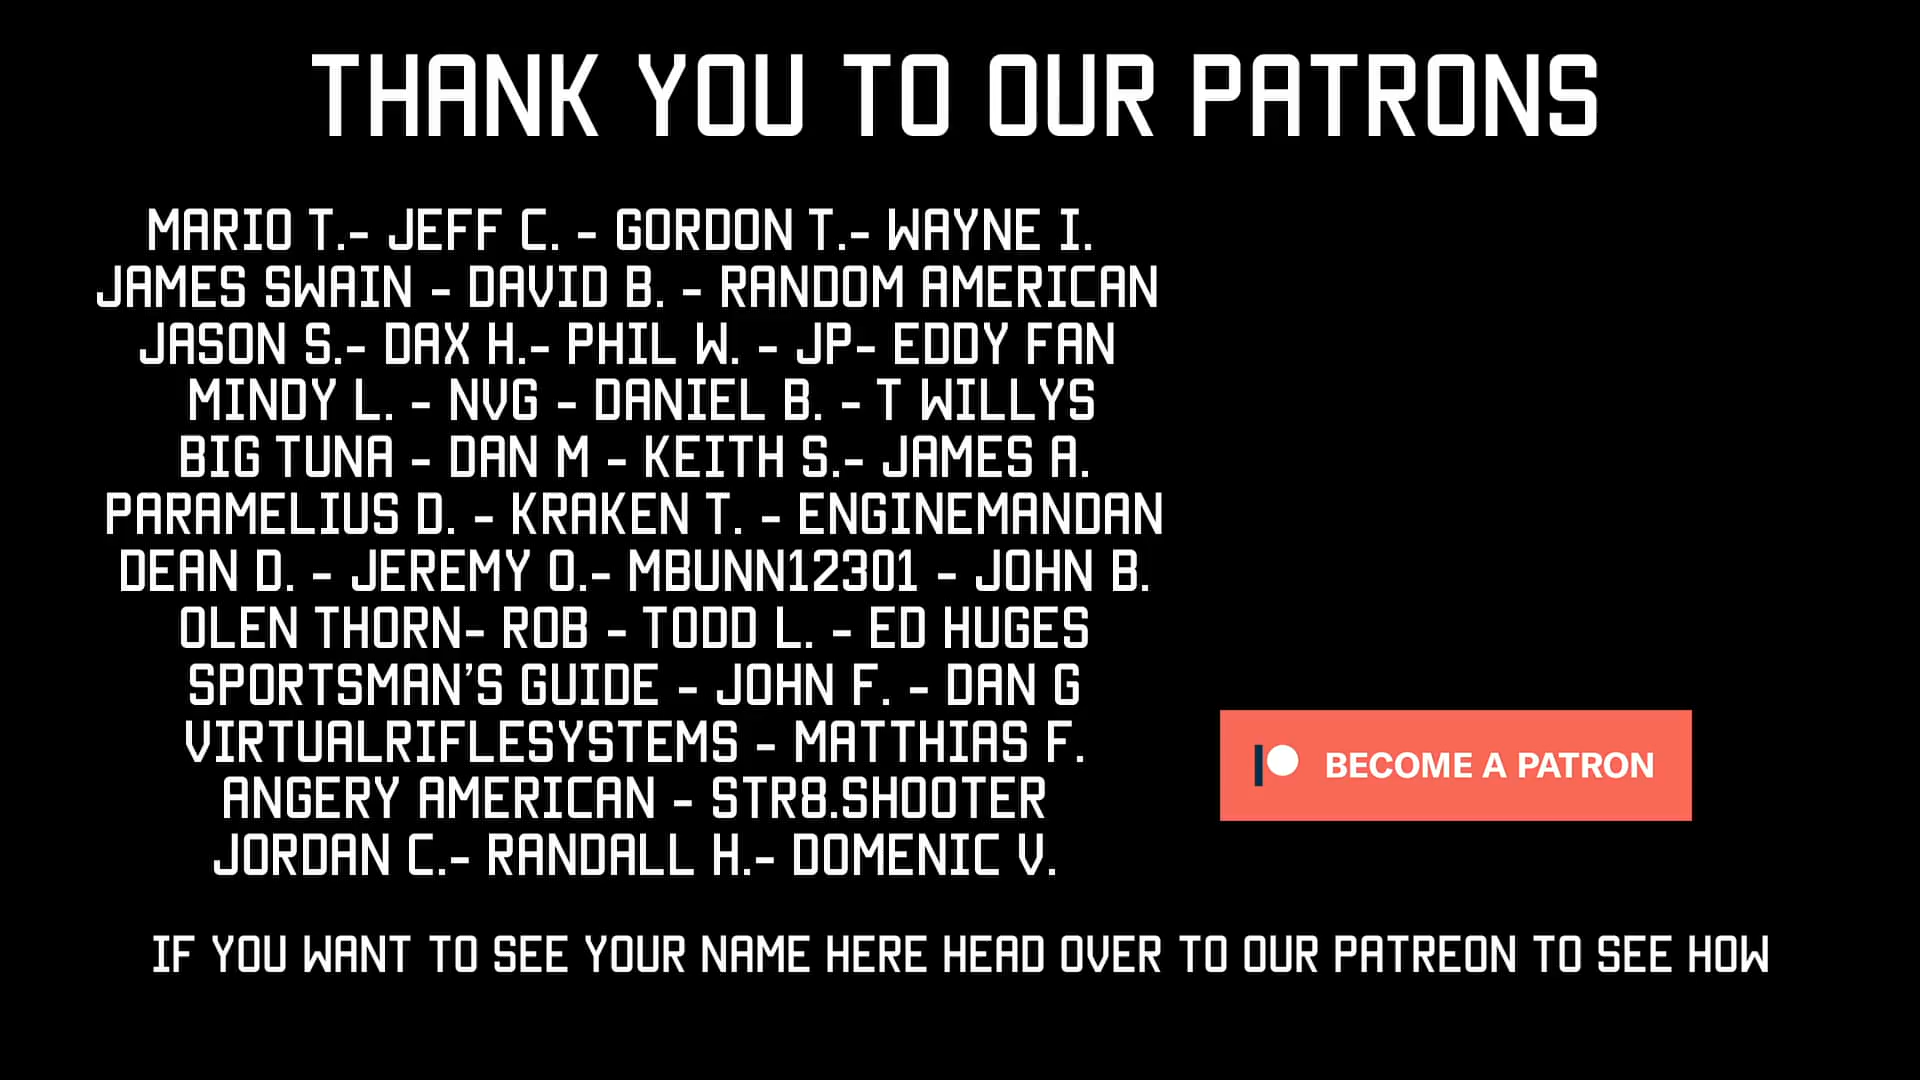 THANK YOU TO OUR PATRONS
MARIO T.- JEFF C. - GORDON T.- WAYNE I.
JAMES SWAIN - DAVID B. - RANDOM AMERICAN
JASON S.- DAX H.- PHIL W. - JP- EDDY FAN
MINDY L. - NVG - DANIEL B. - T WILLYS
BIG TUNA - DAN M - KEITH S.- JAMES A.
PARAMELIUS D. - KRAKEN T. - ENGINEMANDAN
DEAN D. - JEREMY O.- MBUNN12301 - JOHN B.
OLEN THORN- ROB - TODD L. - ED HUGES
SPORTSMAN'S GUIDE - JOHN F. - DAN G
VIRTUALRIFLESYSTEMS - MATTHIAS F.
ANGERY AMERICAN - STR8.SHOOTER
JORDAN C.- RANDALL H.- DOMENIC V.
BECOME A PATRON
IF YOU WANT TO SEE YOUR NAME HERE HEAD OVER TO OUR PATREON TO SEE HOW